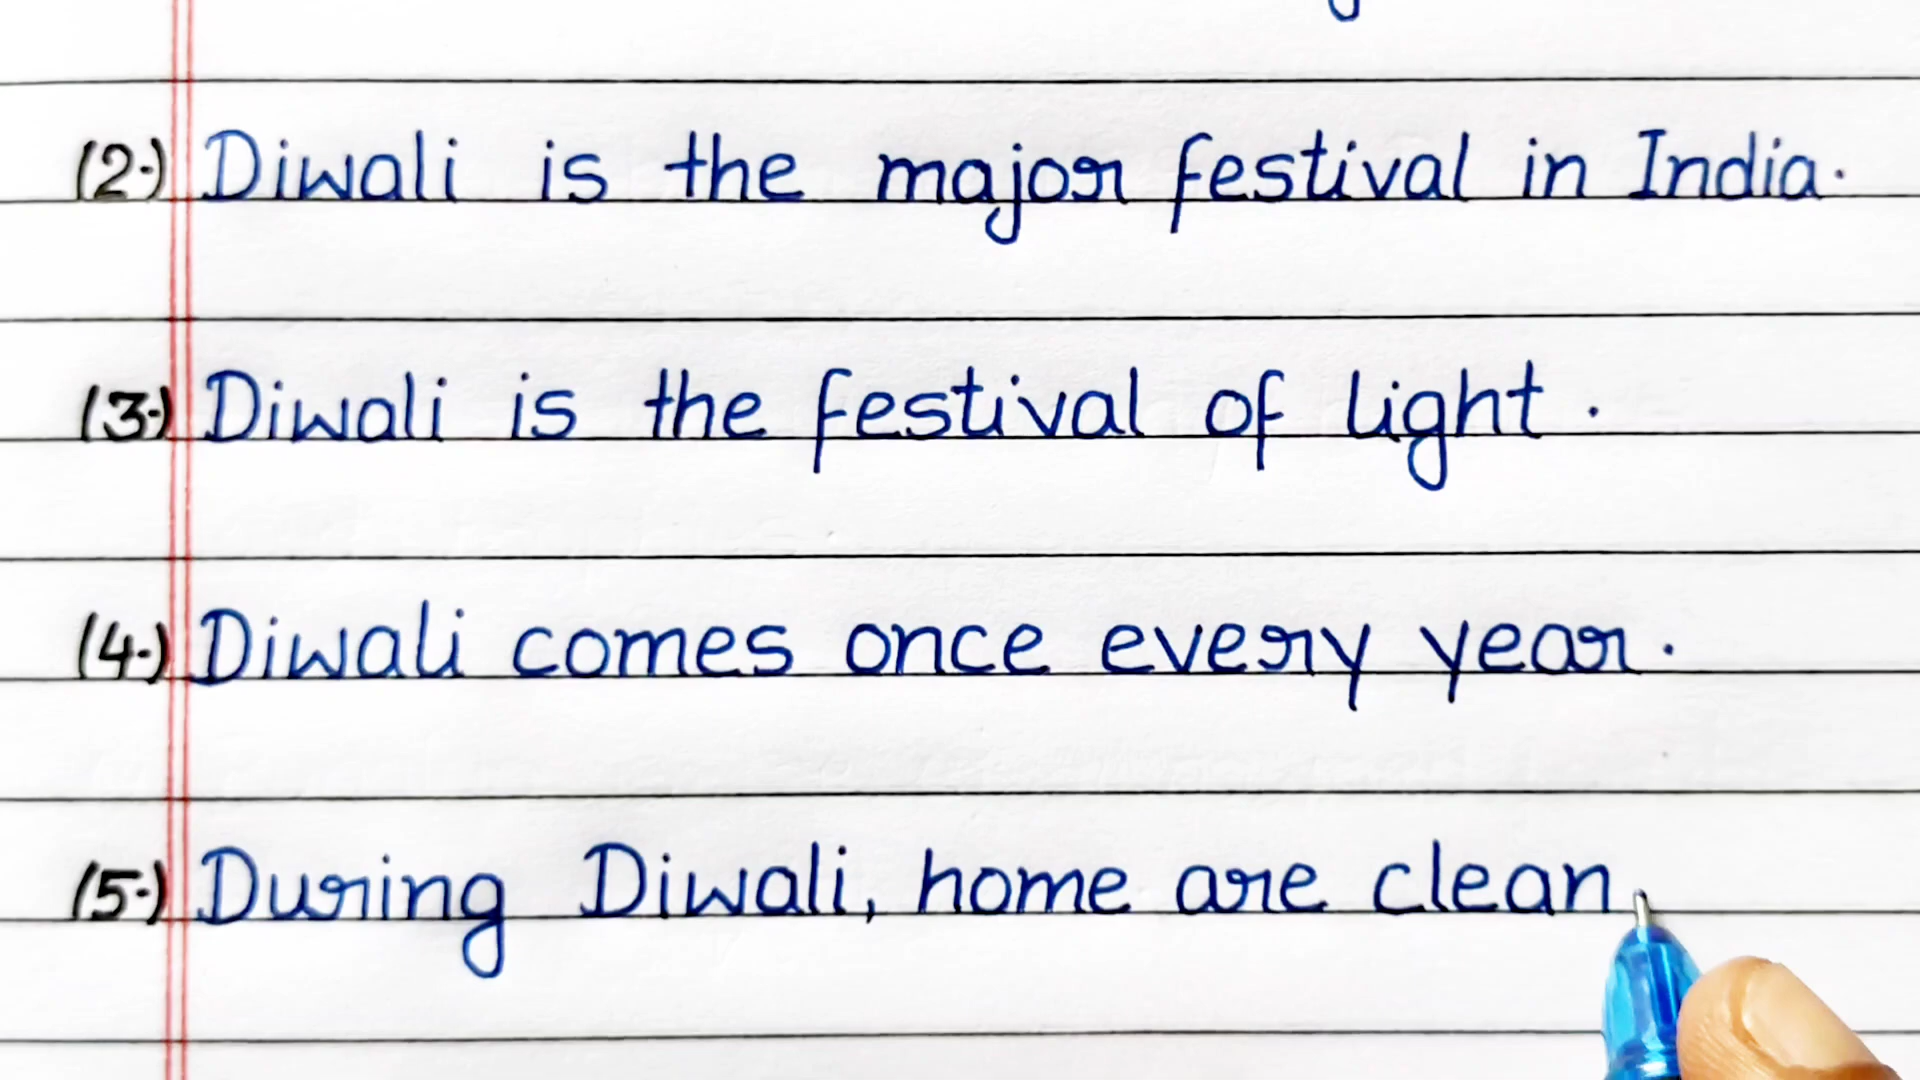 (2.) Diwali is the major festival in India.
(3.) Diwali is the festival of light.
(4.) Diwali comes once every year.
(5.) During Diwali, home are clean